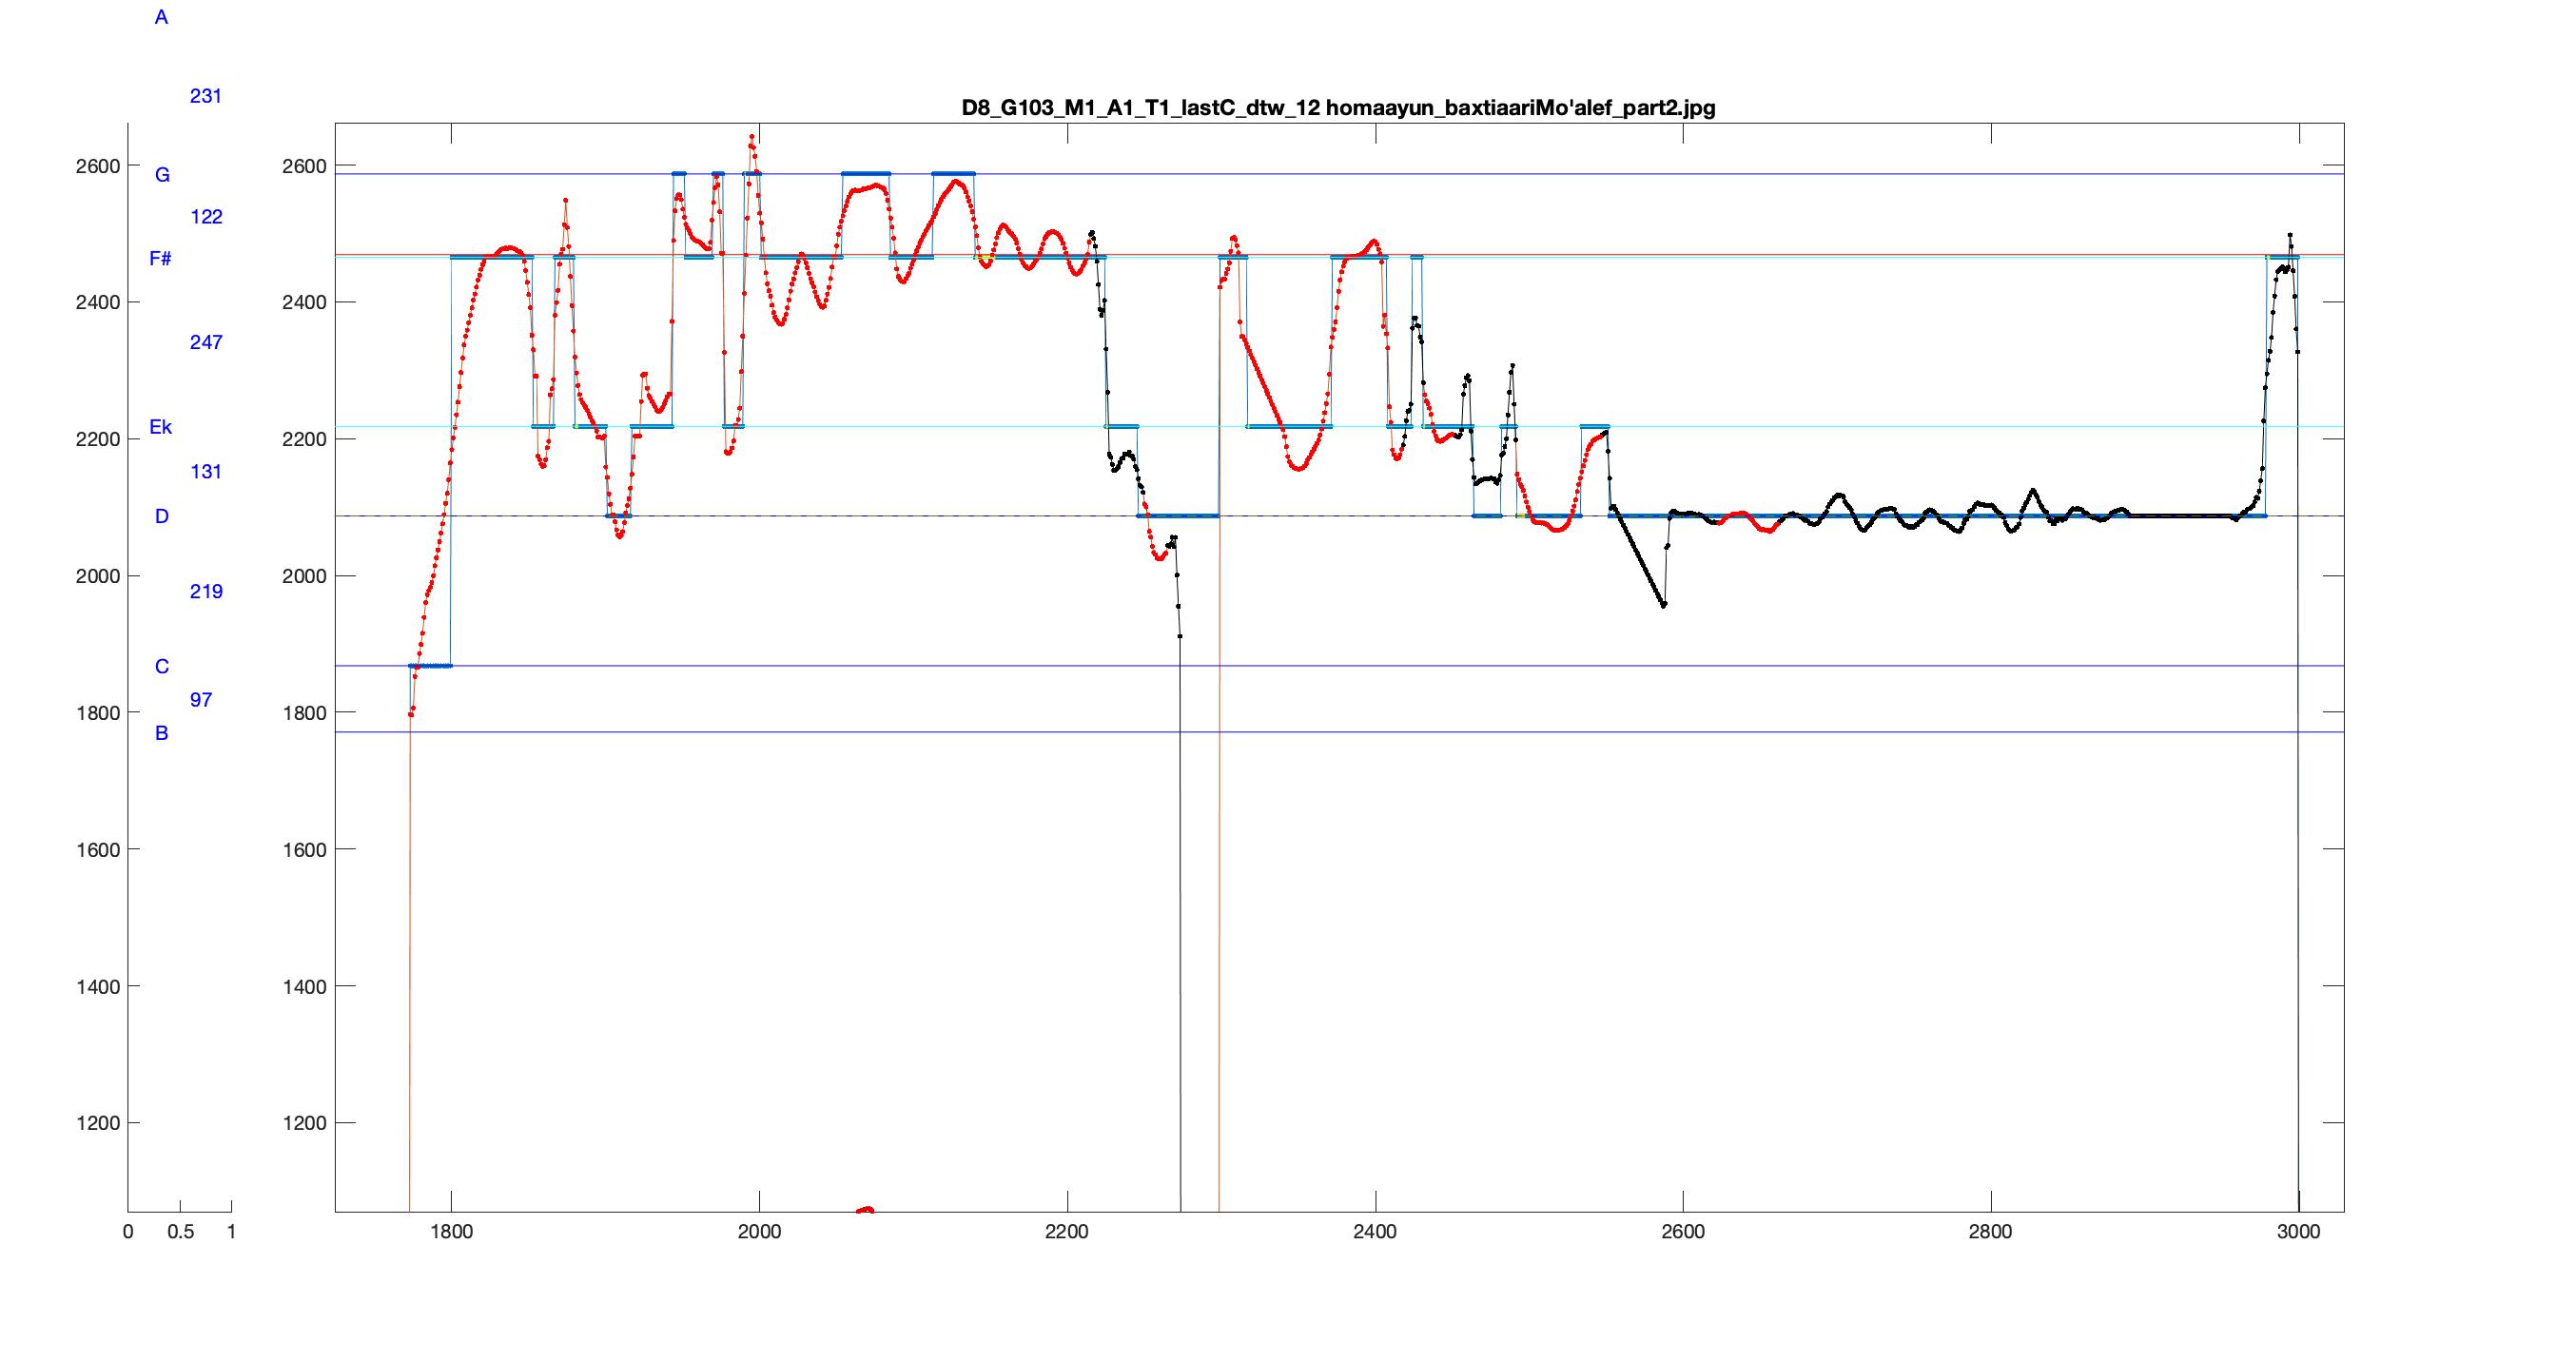 A
231
D8_G103_M1_A1_T1_lastC_dtw_12 homaayun_baxtiaariMo'alef_part2.jpg
2600 G 2600
122
F#
2400 2400
247
Ek
2200 2200
131
D
2000 2000
219
C
97
1800 1800
B
1600 1600
1400 1400
1200 1200
0 0.5 1 1800 2000 2200 2400 2600 2800 3000